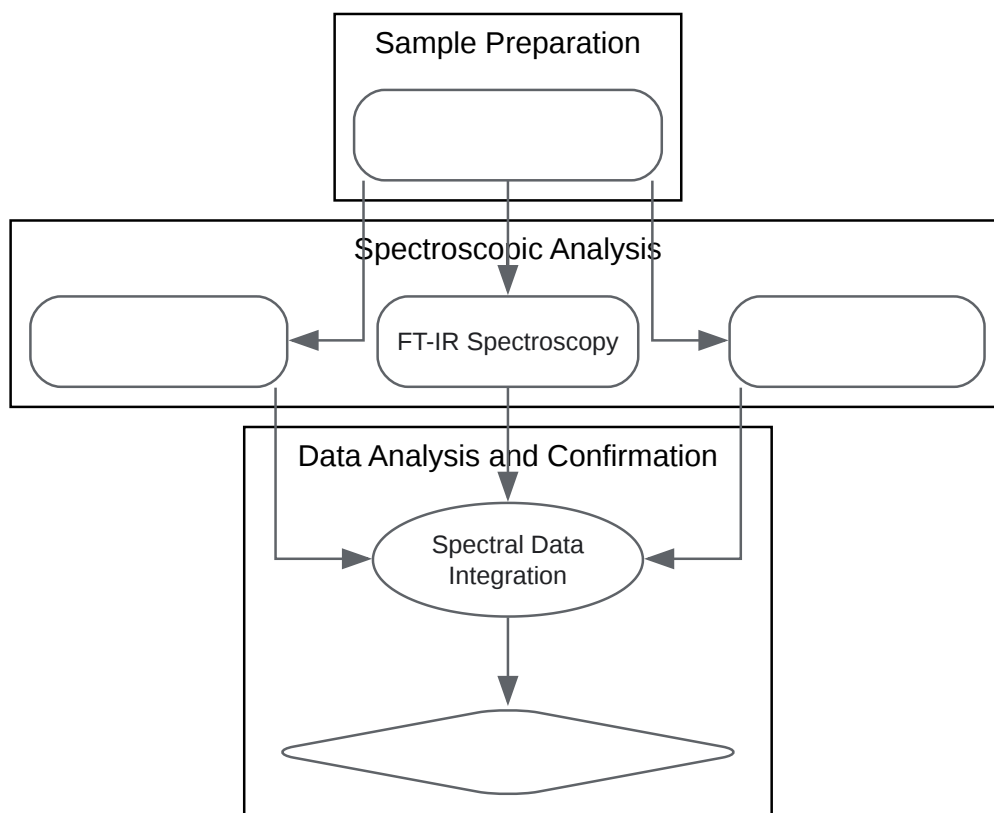 Sample Preparation
Spectroscopic Analysis
FT-IR Spectroscopy
Data Analysis and Confirmation
Spectral Data
Integration